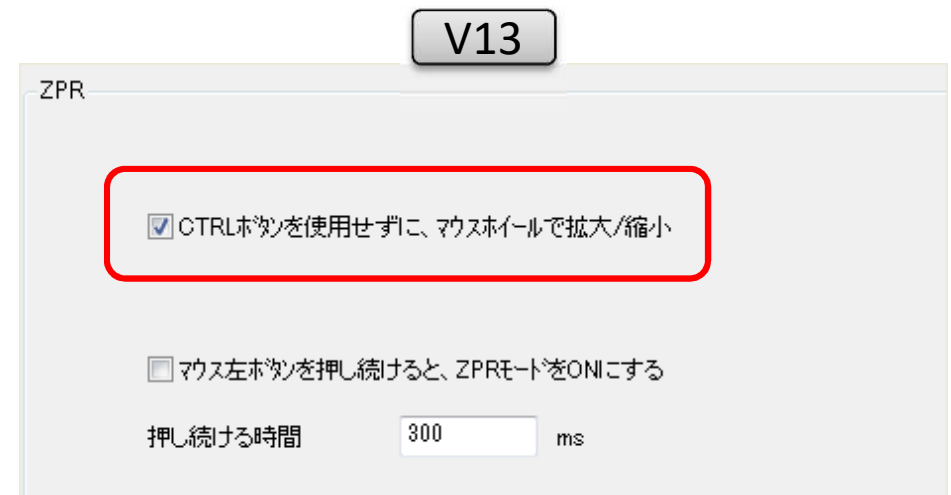 V13
ZPR
CTRLボタンを使用せずに、マウスホイールで拡大/縮小
マウス左ボタンを押し続けると、ZPRモードをONにする
押し続ける時間 300 ms